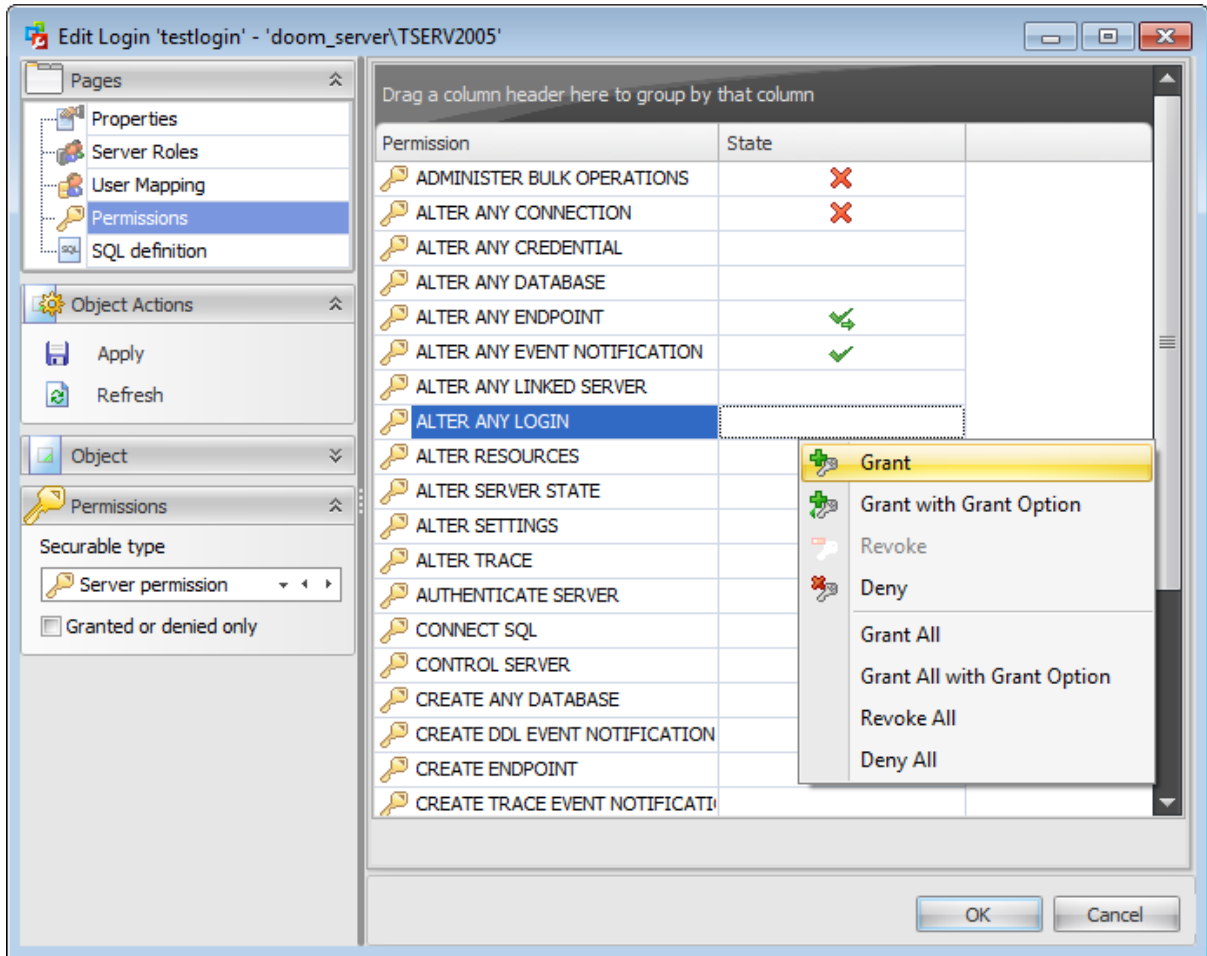 Edit Login 'testlogin' - 'doom_server\TSERV2005'
Pages
Properties
Server Roles
User Mapping
Permissions
SQL definition
Object Actions
Apply
Refresh
Object
Permissions
Securable type
Server permission
Granted or denied only
Drag a column header here to group by that column
Permission State
ADMINISTER BULK OPERATIONS
ALTER ANY CONNECTION
ALTER ANY CREDENTIAL
ALTER ANY DATABASE
ALTER ANY ENDPOINT
ALTER ANY EVENT NOTIFICATION
ALTER ANY LINKED SERVER
ALTER ANY LOGIN
ALTER RESOURCES
ALTER SERVER STATE
ALTER SETTINGS
ALTER TRACE
AUTHENTICATE SERVER
CONNECT SQL
CONTROL SERVER
CREATE ANY DATABASE
CREATE DDL EVENT NOTIFICATION
CREATE ENDPOINT
CREATE TRACE EVENT NOTIFICATI
Grant
Grant with Grant Option
Revoke
Deny
Grant All
Grant All with Grant Option
Revoke All
Deny All
OK Cancel